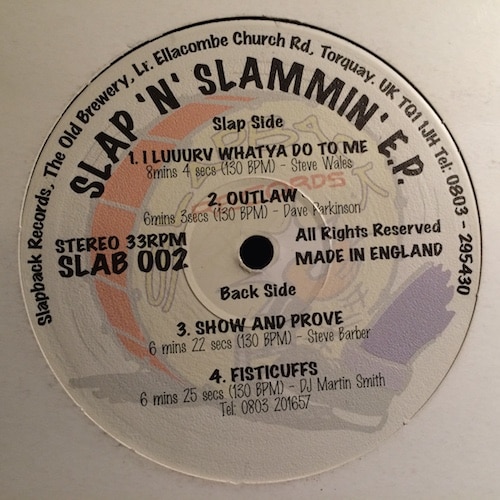 Slapback Records, The Old Brewery, Lr. Ellacombe Church Rd, Torquay. UK TQ1 1JH Tel: 0803 - 295430
SLAP 'N' SLAMMIN' E.P.
Slap Side
1. I LUUURV WHATYA DO TO ME
8mins 4 secs (130 BPM) - Steve Wales
2. OUTLAW
6mins 3secs (130 BPM) - Dave Parkinson
STEREO 33RPM
SLAB 002
All Rights Reserved
MADE IN ENGLAND
Back Side
3. SHOW AND PROVE
6 mins 22 secs (130 BPM) - Steve Barber
4. FISTICUFFS
6 mins 25 secs (130 BPM) - DJ Martin Smith
Tel: 0803 201657